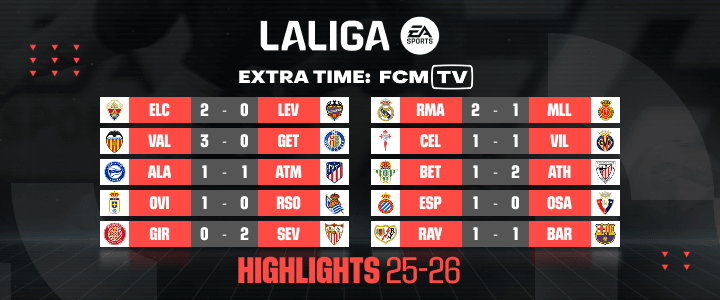 LALIGA EA SPORTS
EXTRA TIME: FCM TV
ELC 2 - 0 LEV
VAL 3 - 0 GET
ALA 1 - 1 ATM
OVI 1 - 0 RSO
GIR 0 - 2 SEV
RMA 2 - 1 MLL
CEL 1 - 1 VIL
BET 1 - 2 ATH
ESP 1 - 0 OSA
RAY 1 - 1 BAR
HIGHLIGHTS 25-26